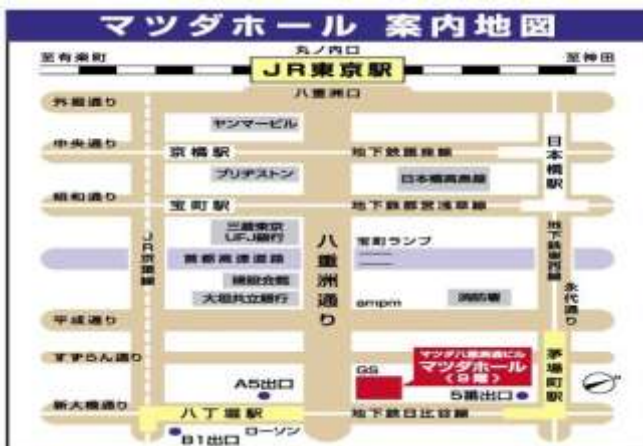 マツダホール 案内地図
丸ノ内口
至有楽町
至神田
JR東京駅
八重洲口
外堀通り
ヤンマービル
中央通り
京橋駅
地下鉄銀座線
日本橋駅
ブリヂストン
日本橋高島屋
昭和通り
宝町駅
地下鉄都営浅草線
三菱東京
UFJ銀行
八重洲通り
宝町ランプ
JR京葉線
首都高速道路
地下鉄東西線
永代通り
建設会館
大垣共立銀行
ampm
消防署
平成通り
すずらん通り
マツダ八重洲通ビル
マツダホール
(9階)
GS
茅場町駅
A5出口
5番出口
新大橋通り
八丁堀駅
地下鉄日比谷線
B1出口
ローソン